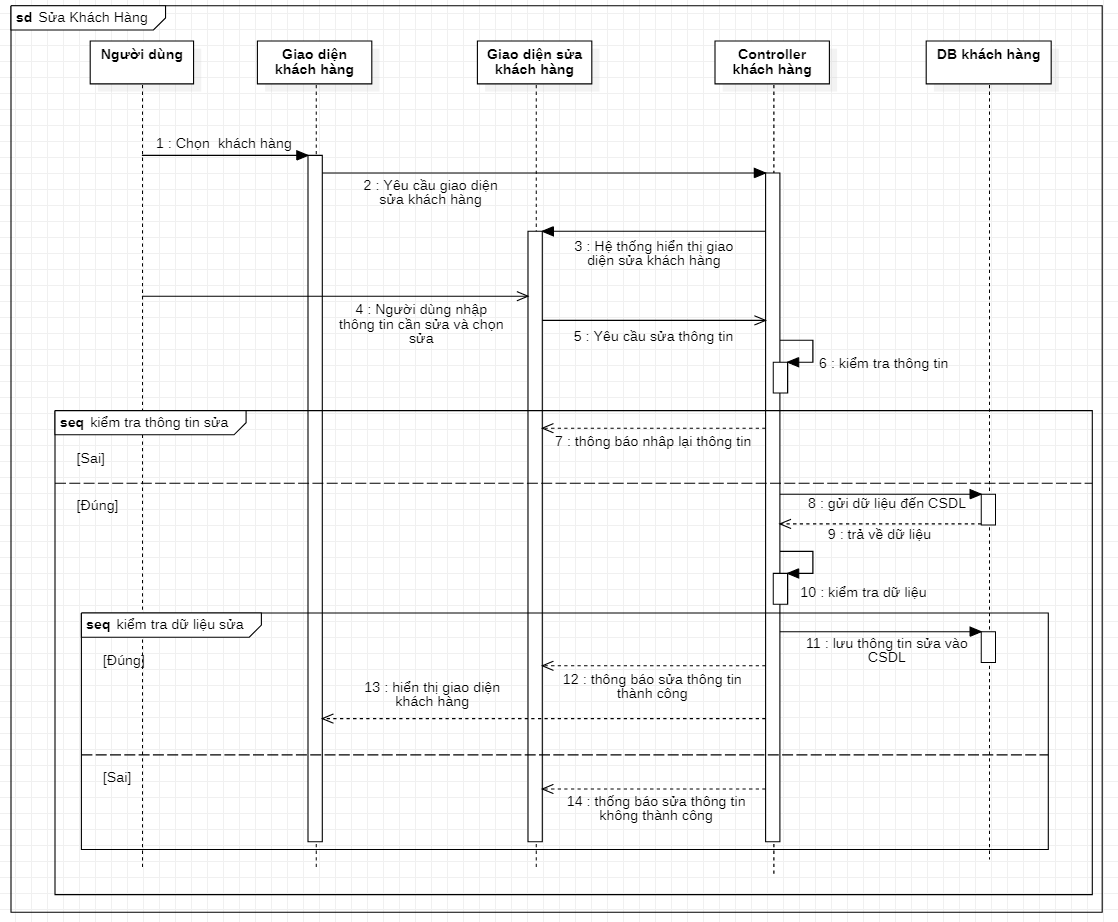 sd Sửa Khách Hàng
Người dùng
Giao diện
khách hàng
Giao diện sửa
khách hàng
Controller
khách hàng
DB khách hàng
1 : Chọn  khách hàng
2 : Yêu cầu giao diện
sửa khách hàng
3 : Hệ thống hiển thị giao
diện sửa khách hàng
4 : Người dùng nhập
thông tin cần sửa và chọn
sửa
5 : Yêu cầu sửa thông tin
6 : kiểm tra thông tin
seq kiểm tra thông tin sửa
7 : thông báo nhâp lại thông tin
[Sai]
[Đúng]
8 : gửi dữ liệu đến CSDL
9 : trả về dữ liệu
10 : kiểm tra dữ liệu
seq kiểm tra dữ liệu sửa
11 : lưu thông tin sửa vào
CSDL
[Đúng]
12 : thông báo sửa thông tin
thành công
13 : hiển thị giao diện
khách hàng
[Sai]
14 : thống báo sửa thông tin
không thành công